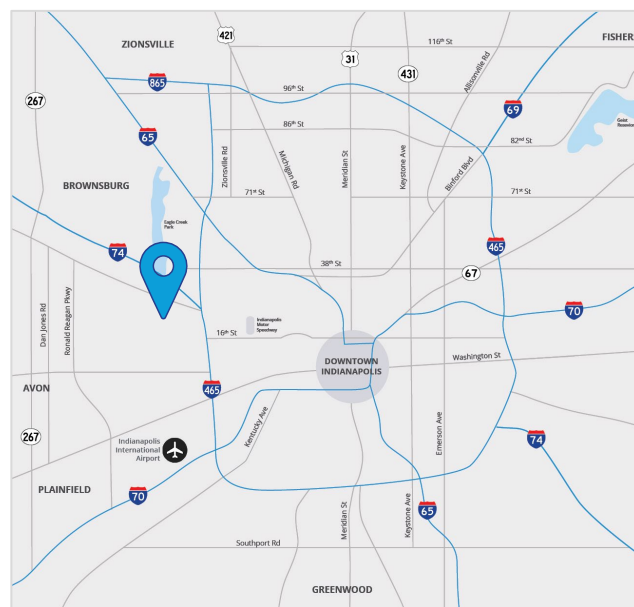 ZIONSVILLE
421
116th St
FISHER
31
431
Allisonville Rd
865
96th St
267
69
65
86th St
82nd St
Geist
Reservoir
Zionsville Rd
Michigan Rd
Meridian St
Keystone Ave
Binford Blvd
BROWNSBURG
71st St
71st St
Eagle Creek
Park
74
465
38th St
67
Dan Jones Rd
Ronald Reagan Pkwy
70
Indianapolis
Motor
Speedway
16th St
DOWNTOWN
INDIANAPOLIS
Washington St
AVON
465
267
Kentucky Ave
Emerson Ave
74
Indianapolis
International
Airport
PLAINFIELD
70
Meridian St
Keystone Ave
65
Southport Rd
GREENWOOD